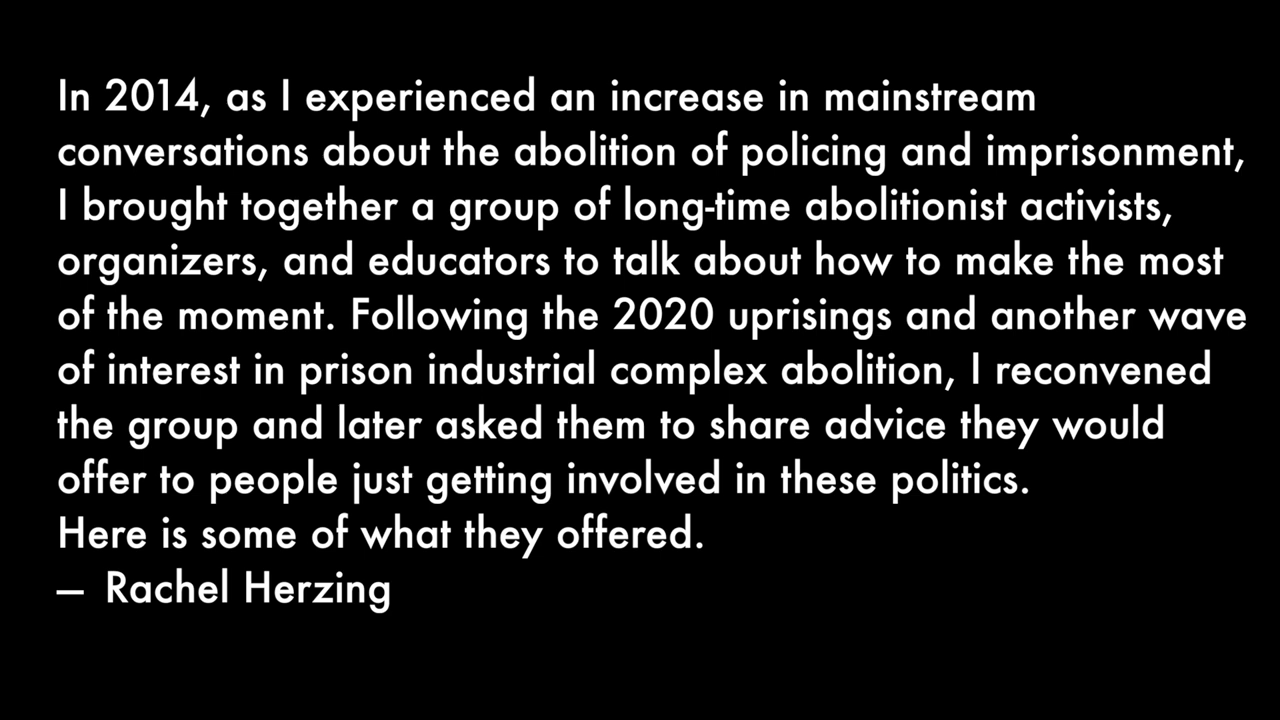 In 2014, as I experienced an increase in mainstream
conversations about the abolition of policing and imprisonment,
I brought together a group of long-time abolitionist activists,
organizers, and educators to talk about how to make the most
of the moment. Following the 2020 uprisings and another wave
of interest in prison industrial complex abolition, I reconvened
the group and later asked them to share advice they would
offer to people just getting involved in these politics.
Here is some of what they offered.
— Rachel Herzing